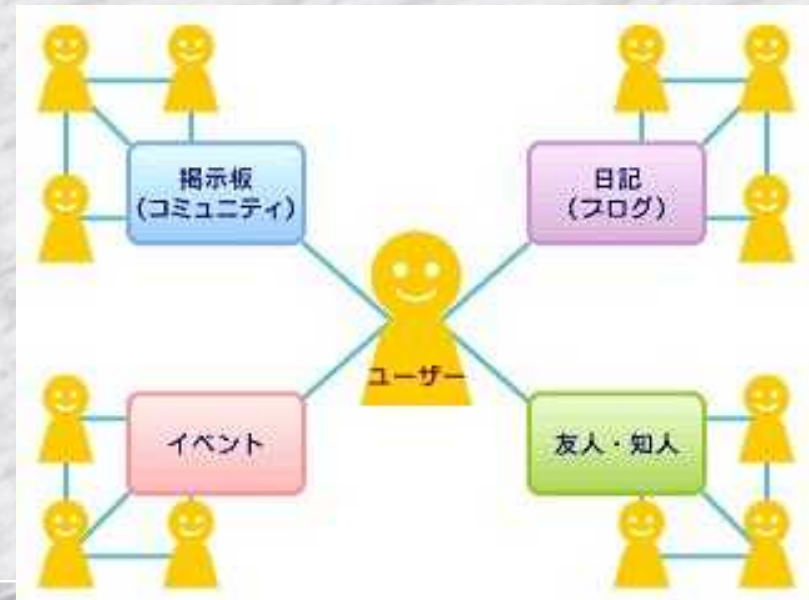 掲示板
(コミュニティ)
日記
(ブログ)
ユーザー
イベント
友人・知人